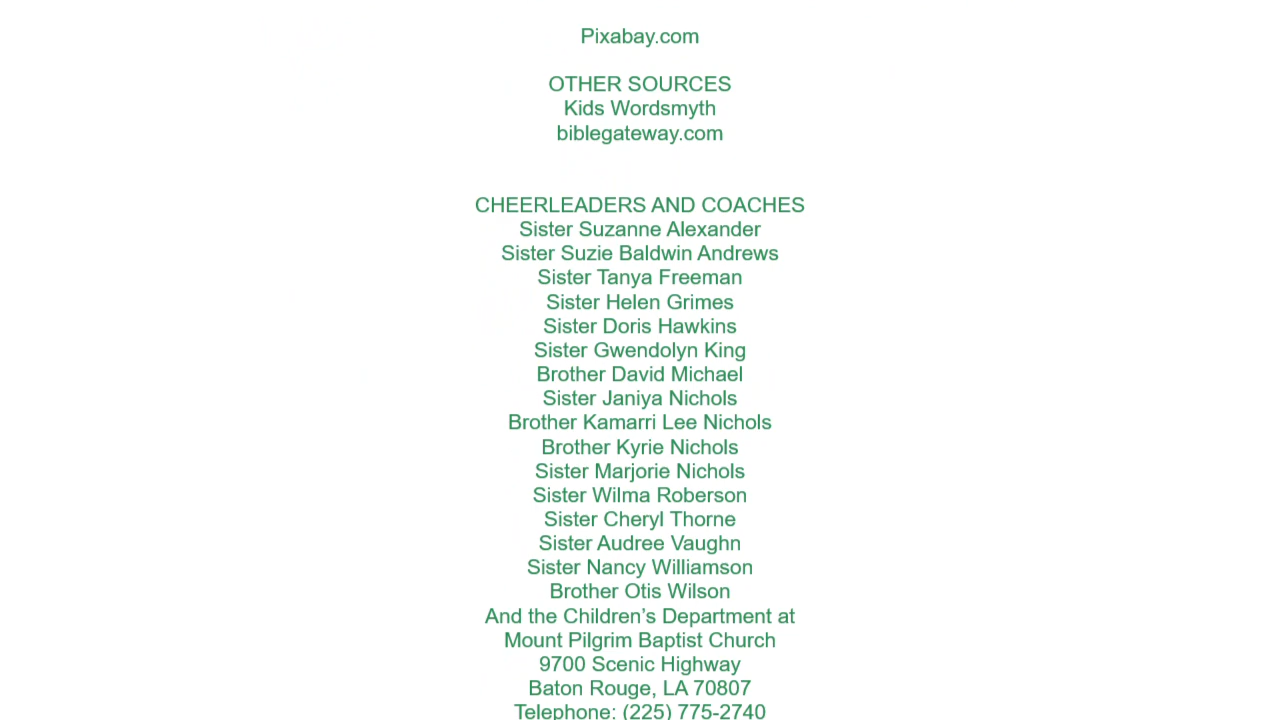 Pixabay.com
OTHER SOURCES
Kids Wordsmyth
biblegateway.com
CHEERLEADERS AND COACHES
Sister Suzanne Alexander
Sister Suzie Baldwin Andrews
Sister Tanya Freeman
Sister Helen Grimes
Sister Doris Hawkins
Sister Gwendolyn King
Brother David Michael
Sister Janiya Nichols
Brother Kamarri Lee Nichols
Brother Kyrie Nichols
Sister Marjorie Nichols
Sister Wilma Roberson
Sister Cheryl Thorne
Sister Audree Vaughn
Sister Nancy Williamson
Brother Otis Wilson
And the Children’s Department at
Mount Pilgrim Baptist Church
9700 Scenic Highway
Baton Rouge, LA 70807
Telephone: (225) 775-2740